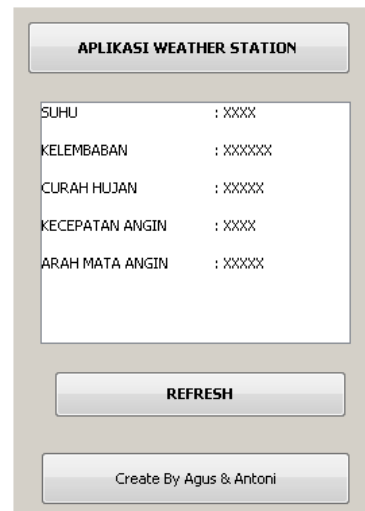 APLIKASI WEATHER STATION
SUHU : XXXX
KELEMBABAN : XXXXXX
CURAH HUJAN : XXXXX
KECEPATAN ANGIN : XXXX
ARAH MATA ANGIN : XXXXX
REFRESH
Create By Agus & Antoni